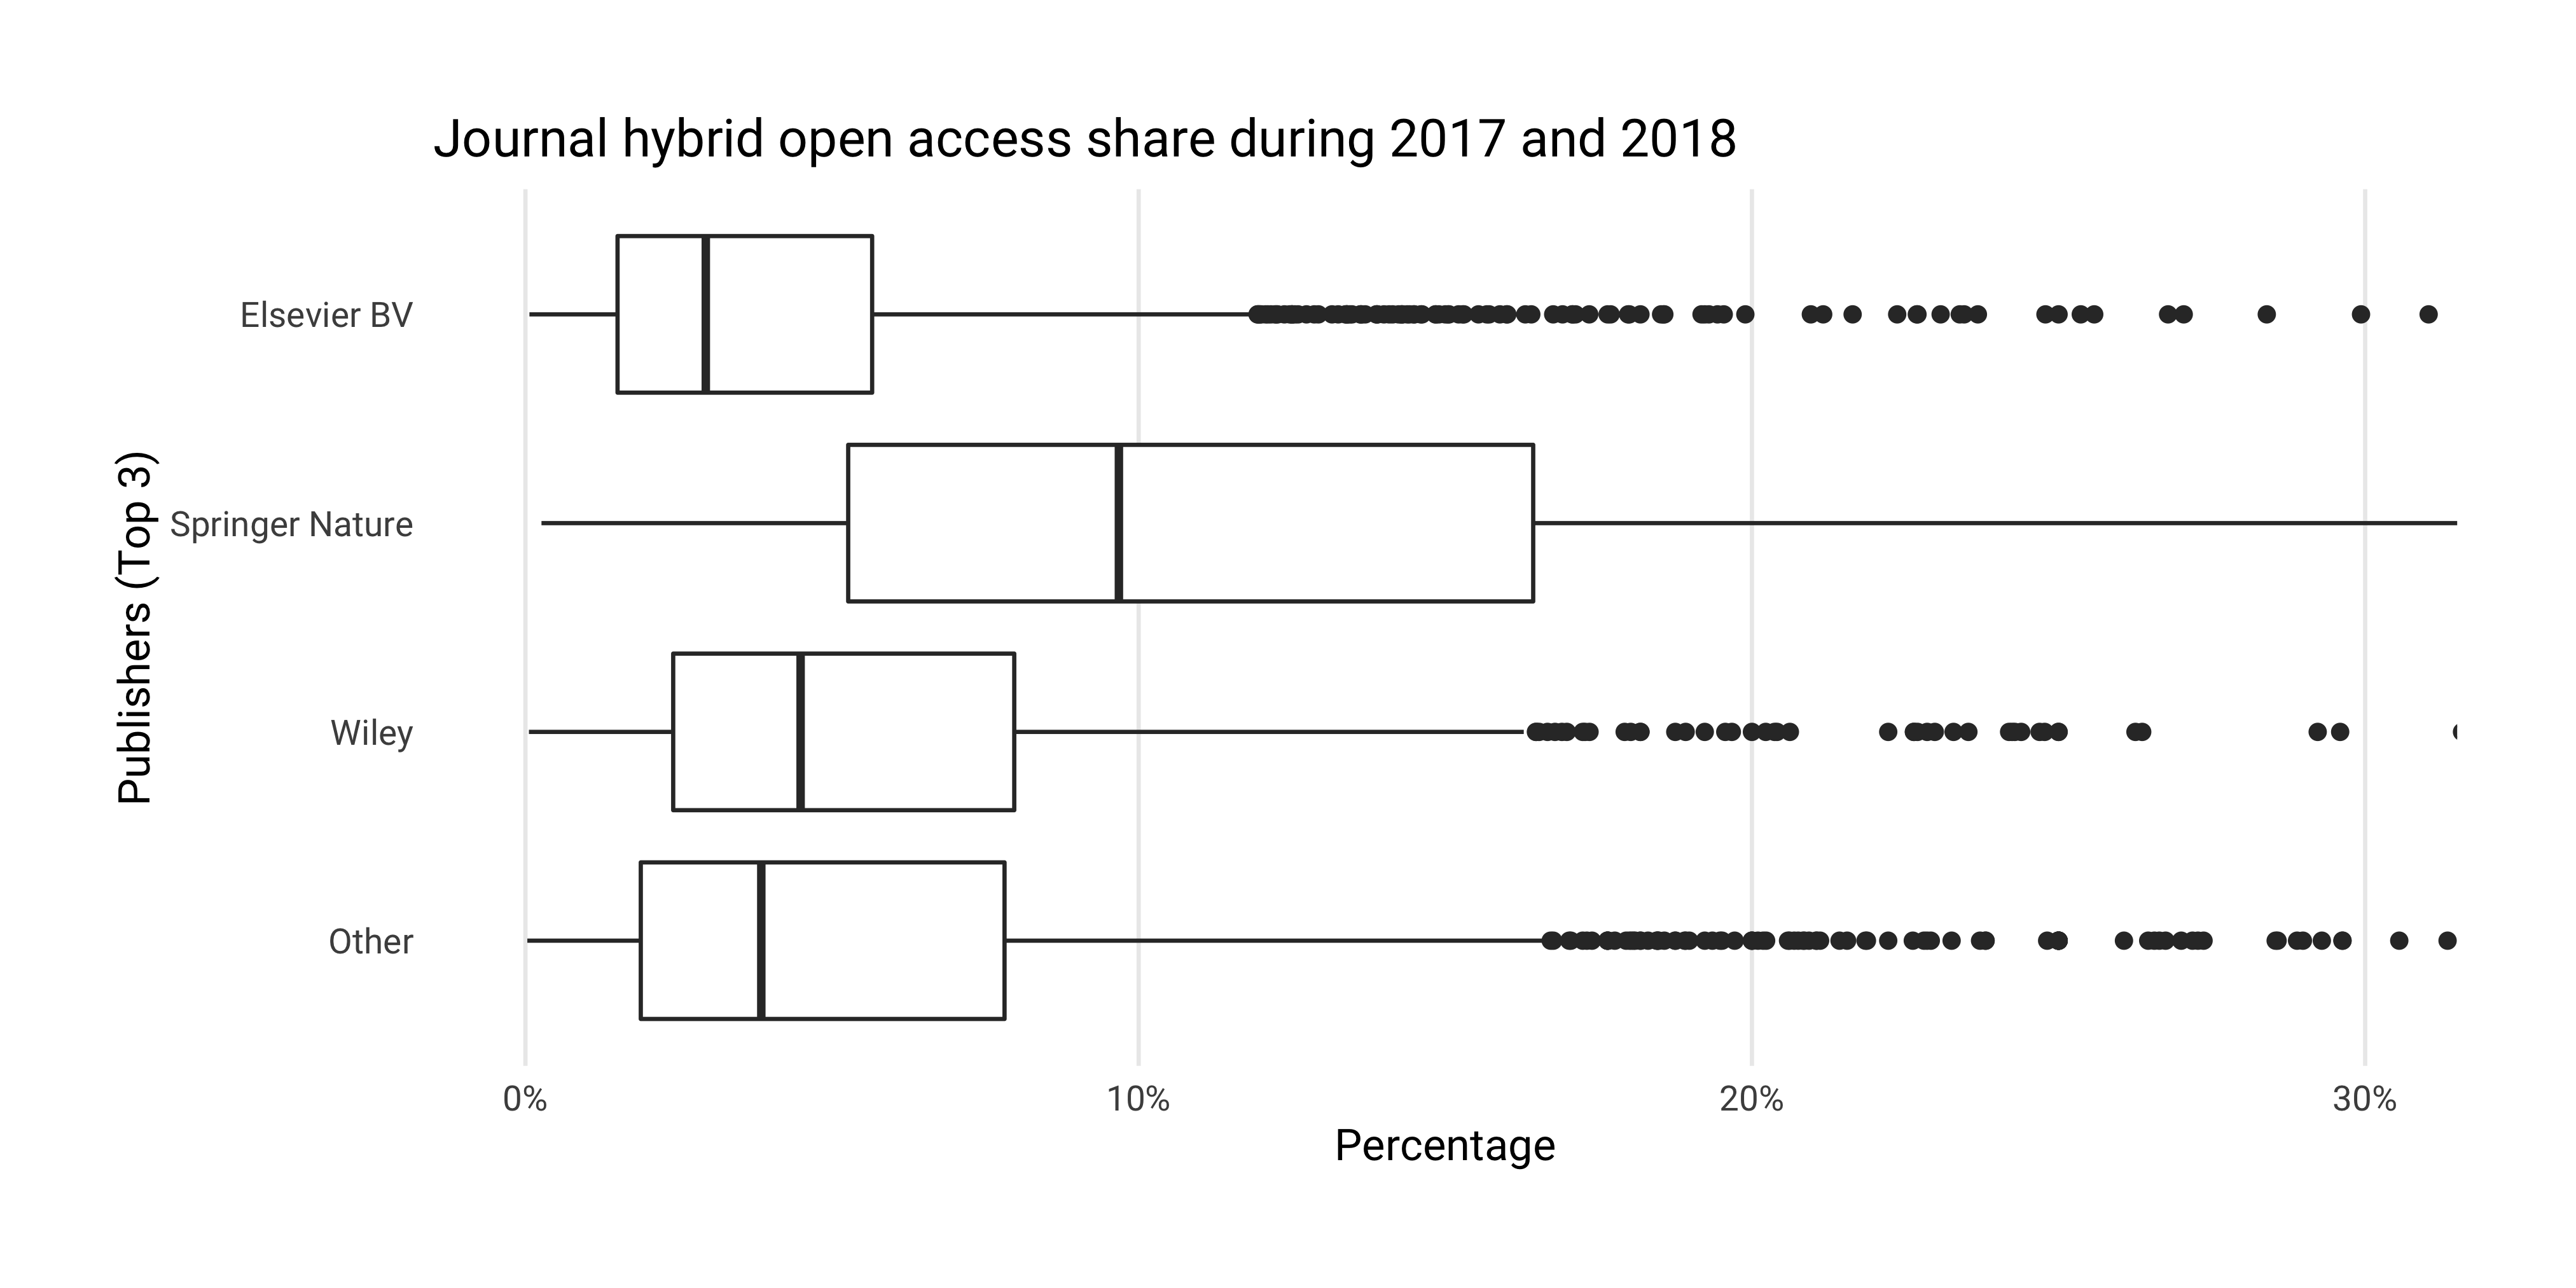 Journal hybrid open access share during 2017 and 2018
Publishers (Top 3)
Elsevier BV
Springer Nature
Wiley
Other
0%
10%
20%
30%
Percentage